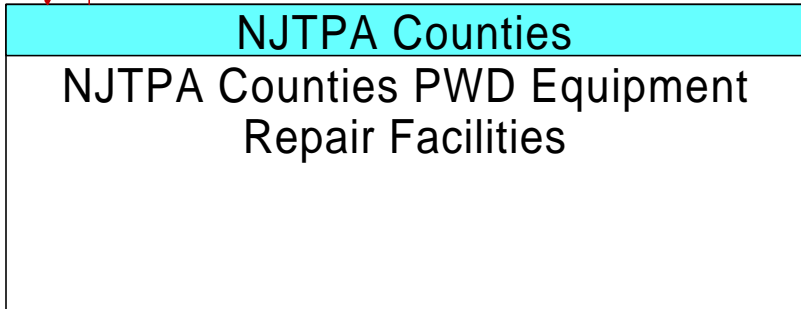 NJTPA Counties
NJTPA Counties PWD Equipment
Repair Facilities